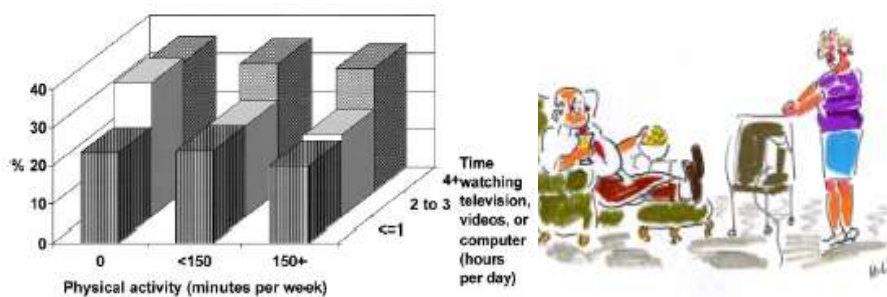 40
30
%
20
10
0
0
<150
150+
Physical activity (minutes per week)
<=1
2 to 3
4+
Time
watching
television,
videos, or
computer
(hours
per day)